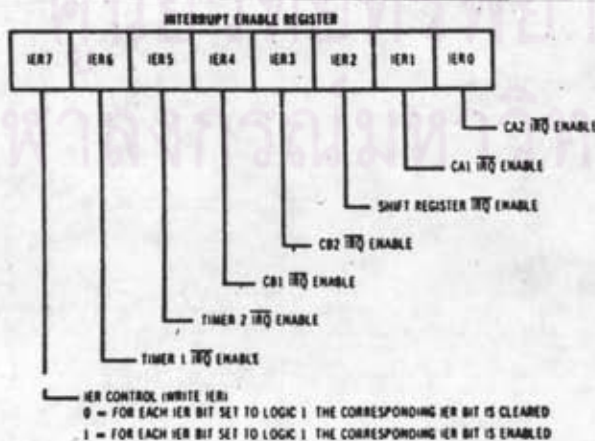 INTERRUPT ENABLE REGISTER
IER7 IER6 IER5 IER4 IER3 IER2 IER1 IER0
CA2 IRQ ENABLE
CA1 IRQ ENABLE
SHIFT REGISTER IRQ ENABLE
CB2 IRQ ENABLE
CB1 IRQ ENABLE
TIMER 2 IRQ ENABLE
TIMER 1 IRQ ENABLE
IER CONTROL (WRITE IER)
0 = FOR EACH IER BIT SET TO LOGIC 1 THE CORRESPONDING IER BIT IS CLEARED
1 = FOR EACH IER BIT SET TO LOGIC 1 THE CORRESPONDING IER BIT IS ENABLED